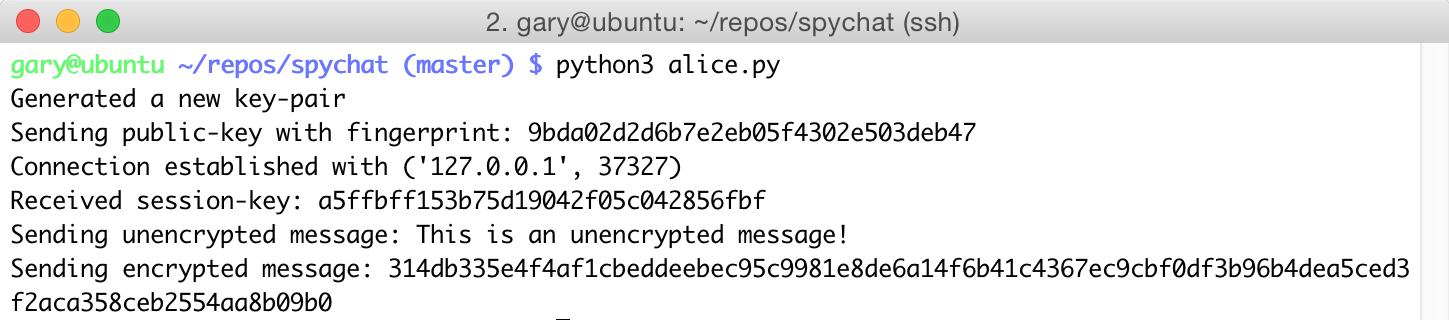 2. gary@ubuntu: ~/repos/spychat (ssh)
gary@ubuntu ~/repos/spychat (master) $ python3 alice.py
Generated a new key-pair
Sending public-key with fingerprint: 9bda02d2d6b7e2eb05f4302e503deb47
Connection established with ('127.0.0.1', 37327)
Received session-key: a5ffbff153b75d19042f05c042856fbf
Sending unencrypted message: This is an unencrypted message!
Sending encrypted message: 314db335e4f4af1cbeddeebec95c9981e8de6a14f6b41c4367ec9cbf0df3b96b4dea5ced3
f2aca358ceb2554aa8b09b0